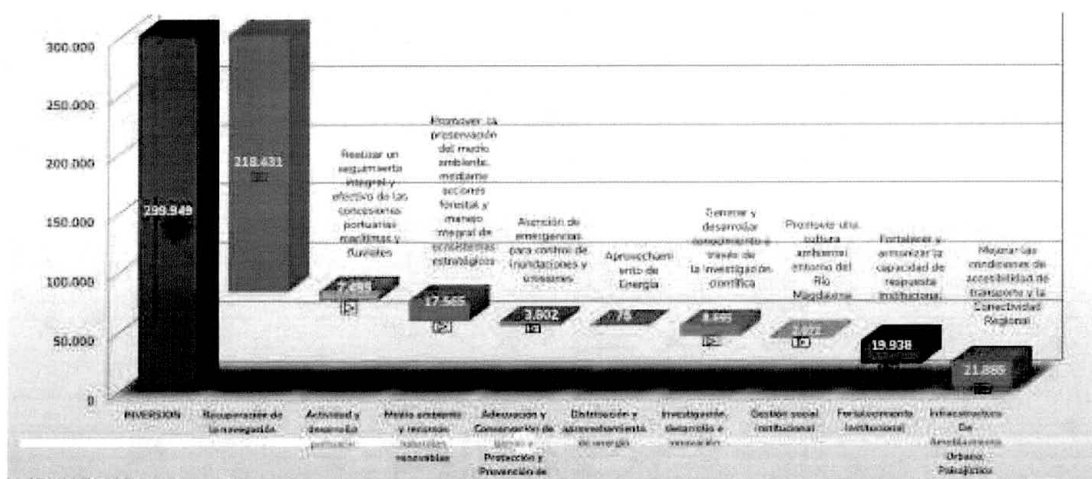 300.000
250.000
200.000
150.000
100.000
50.000
0
299.949
218.431
Realizar un
seguimiento
integral y
efectivo de las
concesiones
portuarias
marítimas y
fluviales
Promover la
preservación
del medio
ambiente,
mediante
acciones
forestal y
manejo
integral de
ecosistemas
estratégicos
17.565
Atención de
emergencias
para control de
inundaciones y
3.802
Aprovechami
ento de
Energía
Generar y
desarrollar
conocimiento a
través de
la investigación
científica
Promover una
cultura
ambiental
entorno del
Río
Magdalena
Fortalecer y
armonizar la
capacidad de
respuesta
institucional
19.938
Mejorar las
condiciones de
accesibilidad de
transporte y la
Conectividad
Regional
21.885
INVERSION
Recuperación de
la navegación
Actividad y
desarrollo
portuario
Medio ambiente
y recursos
naturales
renovables
Adecuación y
Conservación de
Protección y
Prevención de
Distribución y
aprovechamiento
de energía
Investigación,
desarrollo e
innovación
Gestión social
institucional
Fortalecimiento
Institucional
Infraestructura
De
Amoblamiento
Urbano,
Paisajístico